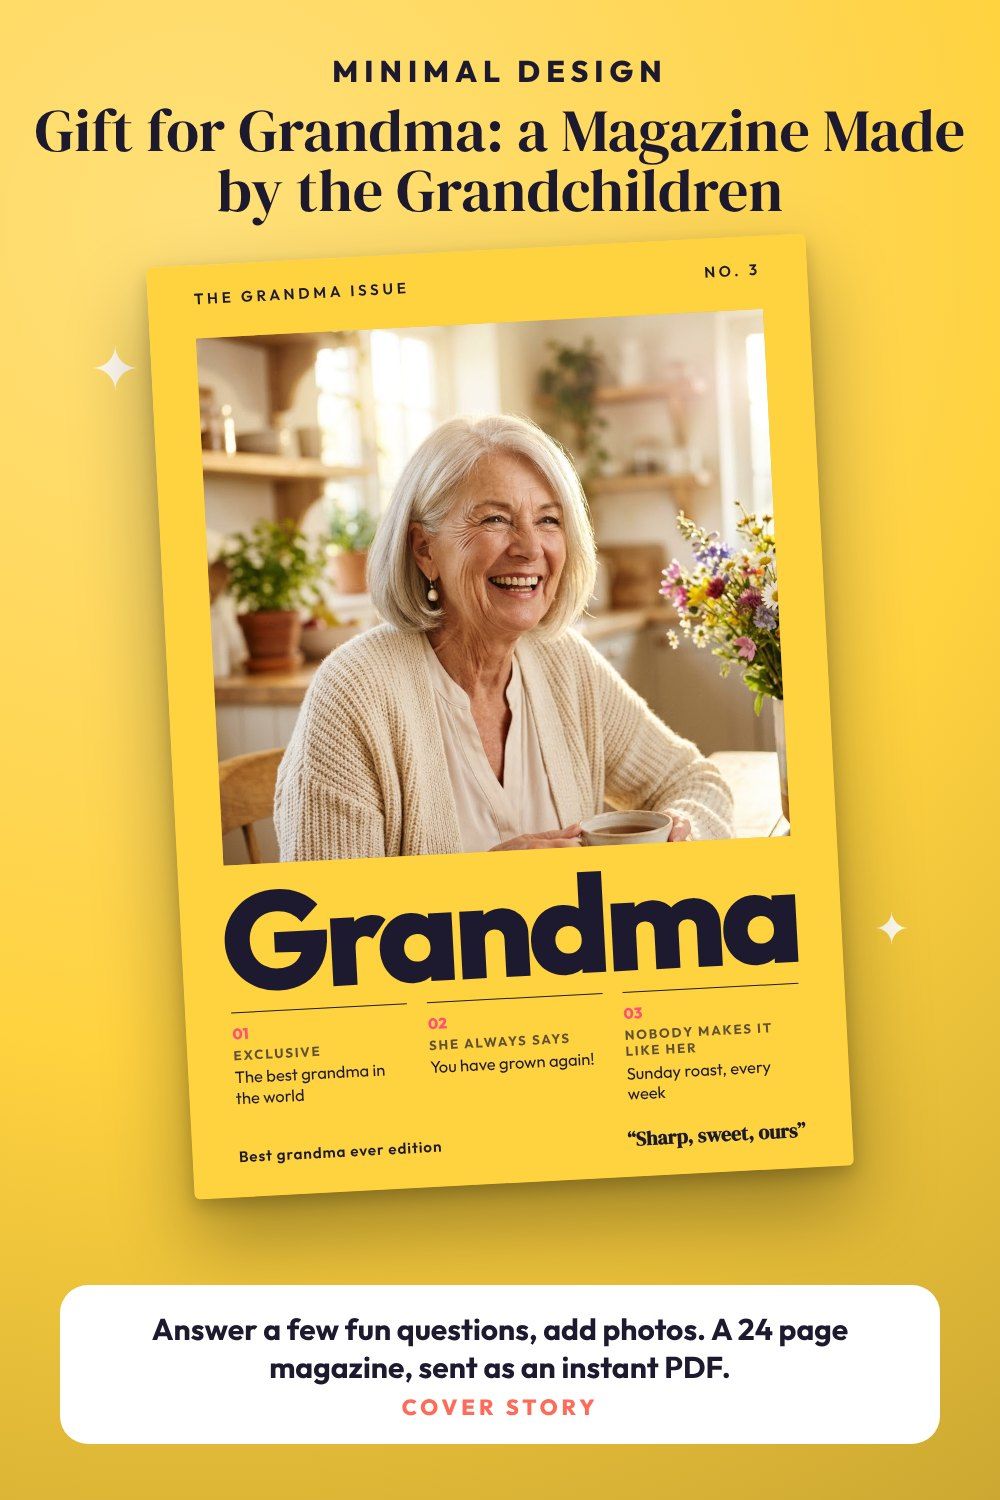 MINIMAL DESIGN
Gift for Grandma: a Magazine Made
by the Grandchildren
THE GRANDMA ISSUE
NO. 3
Grandma
01
EXCLUSIVE
The best grandma in
the world
02
SHE ALWAYS SAYS
You have grown again!
03
NOBODY MAKES IT
LIKE HER
Sunday roast, every
week
Best grandma ever edition
“Sharp, sweet, ours”
Answer a few fun questions, add photos. A 24 page
magazine, sent as an instant PDF.
COVER STORY